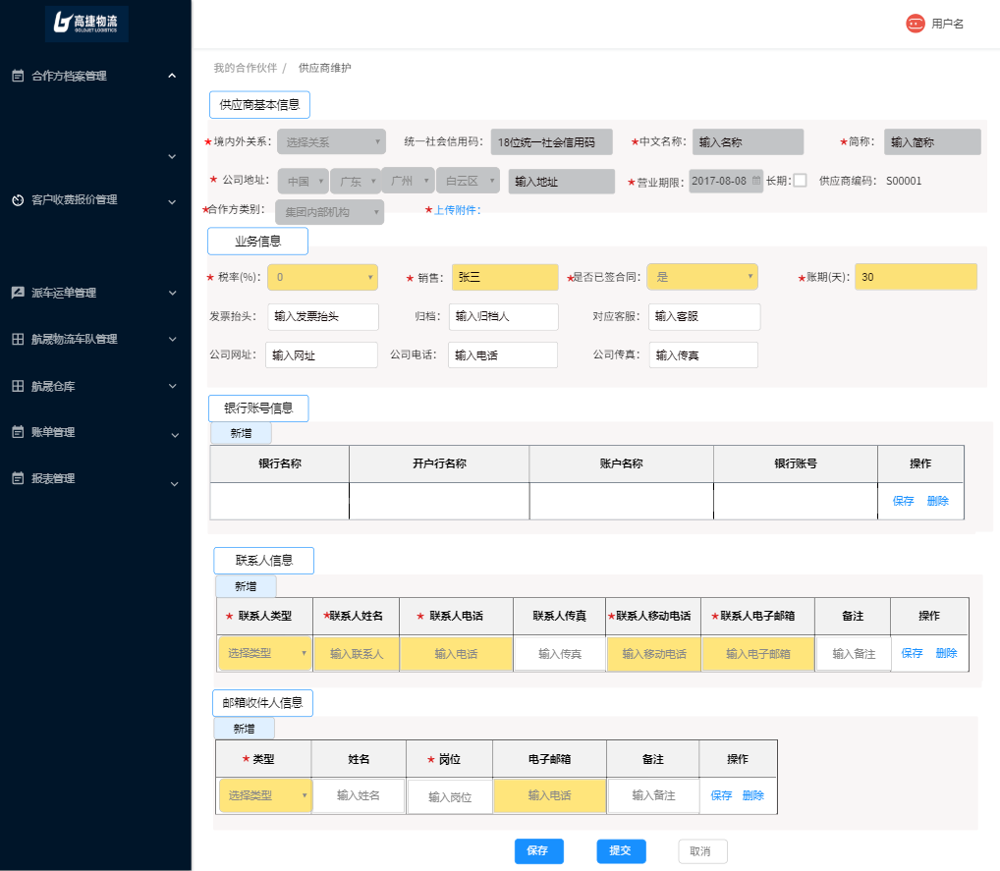 高捷物流
GOLDJET LOGISTICS
用户名
合作方档案管理
客户收费报价管理
派车运单管理
航晟物流车队管理
航晟仓库
账单管理
报表管理
我的合作伙伴 / 供应商维护
供应商基本信息
*境内外关系: 选择关系 统一社会信用码: 18位统一社会信用码 *中文名称: 输入名称 *简称: 输入简称
* 公司地址: 中国 广东 广州 白云区 输入地址 *营业期限: 2017-08-08 长期: 供应商编码: S00001
*合作方类别: 集团内部机构 *上传附件:
业务信息
* 税率(%): 0 * 销售: 张三 *是否已签合同: 是 *账期(天): 30
发票抬头: 输入发票抬头 归档: 输入归档人 对应客服: 输入客服
公司网址: 输入网址 公司电话: 输入电话 公司传真: 输入传真
银行账号信息
新增
银行名称 开户行名称 账户名称 银行账号 操作
保存 删除
联系人信息
新增
* 联系人类型 *联系人姓名 * 联系人电话 联系人传真 *联系人移动电话 *联系人电子邮箱 备注 操作
选择类型 输入联系人 输入电话 输入传真 输入移动电话 输入电子邮箱 输入备注 保存 删除
邮箱收件人信息
新增
* 类型 姓名 * 岗位 电子邮箱 备注 操作
选择类型 输入姓名 输入岗位 输入电话 输入备注 保存 删除
保存 提交 取消